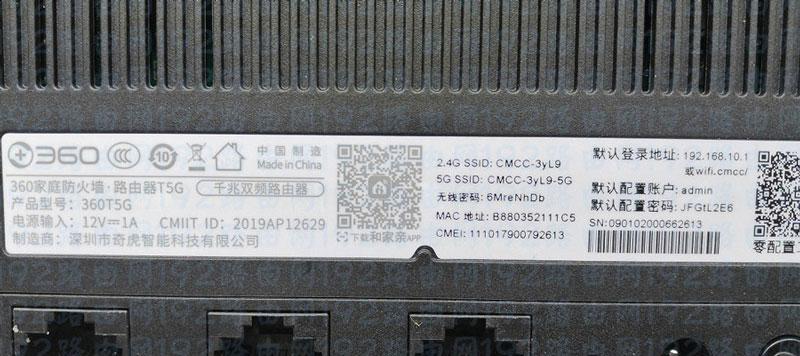 360 CCC 10 中国制造
Made in China
360家庭防火墙·路由器T5G 千兆双频路由器
产品型号：360T5G
电源输入：12V⎓1A CMIIT ID：2019AP12629
制造商：深圳市奇虎智能科技有限公司
下载和家亲APP
2.4G SSID: CMCC-3yL9
5G SSID: CMCC-3yL9-5G
无线密码: 6MreNhDb
MAC 地址: B880352111C5
CMEI: 111017900792613
默认登录地址: 192.168.10.1
或wifi.cmcc/
默认配置账户: admin
默认配置密码: JFGtL2E6
SN:090102000662613
零配置